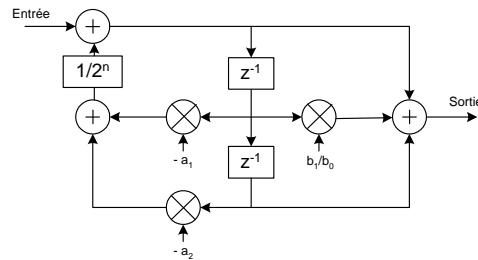 Entrée
1/2ⁿ
z⁻¹
Sortie
- a₁
b₁/b₀
z⁻¹
- a₂